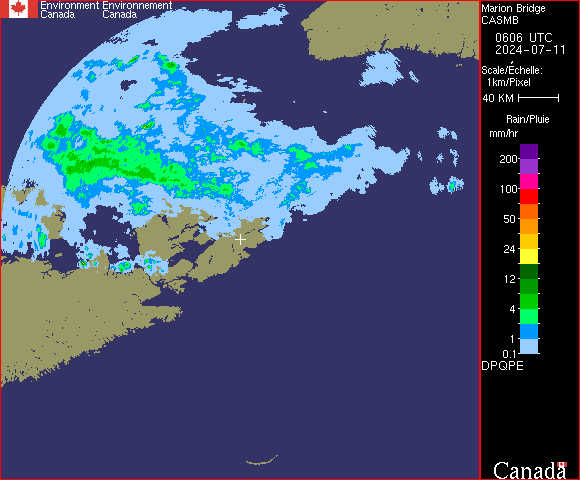 Environment Environnement
Canada Canada
Marion Bridge
CASMB
0606 UTC
2024-07-11
Scale/Échelle:
1km/Pixel
40 KM
Rain/Pluie
mm/hr
200
100
50
24
12
4
1
0.1
DPQPE
Canada